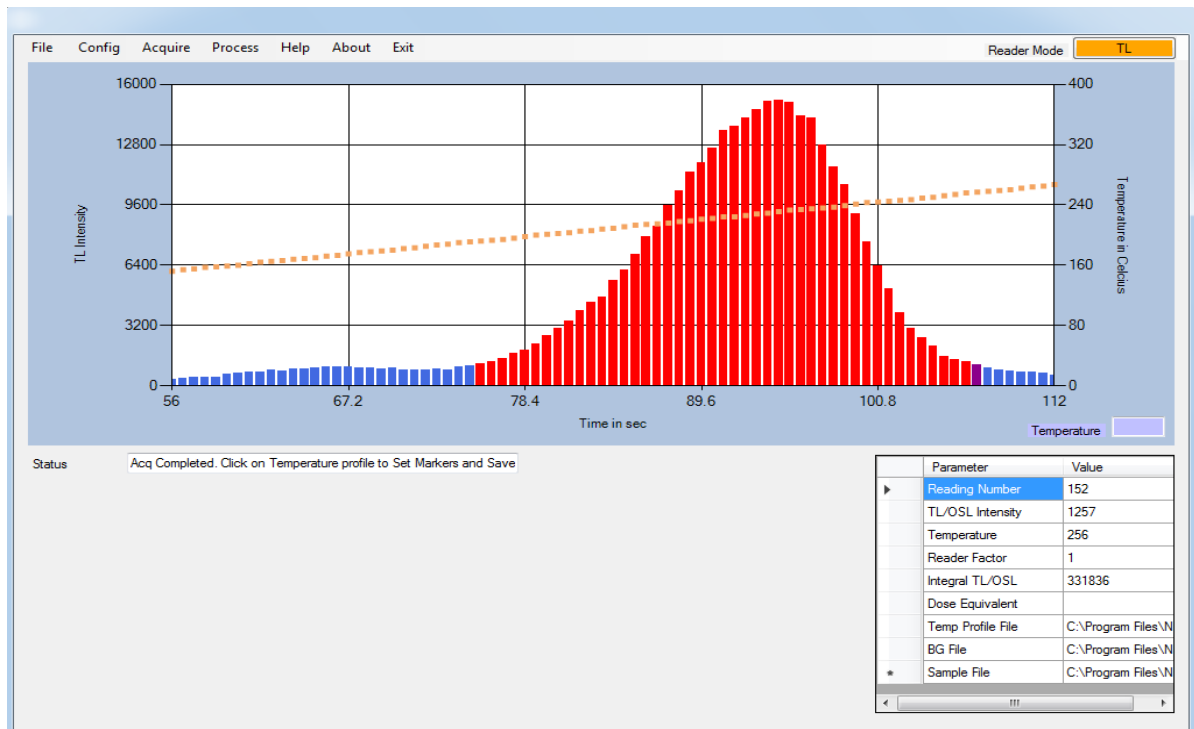 File Config Acquire Process Help About Exit Reader Mode TL
16000 400
12800 320
9600 240
6400 160
3200 80
0 0
TL Intensity
Temperature in Celcius
56 67.2 78.4 89.6 100.8 112
Time in sec
Temperature
Status Acq Completed. Click on Temperature profile to Set Markers and Save
Parameter Value
Reading Number 152
TL/OSL Intensity 1257
Temperature 256
Reader Factor 1
Integral TL/OSL 331836
Dose Equivalent
Temp Profile File C:\Program Files\N
BG File C:\Program Files\N
Sample File C:\Program Files\N